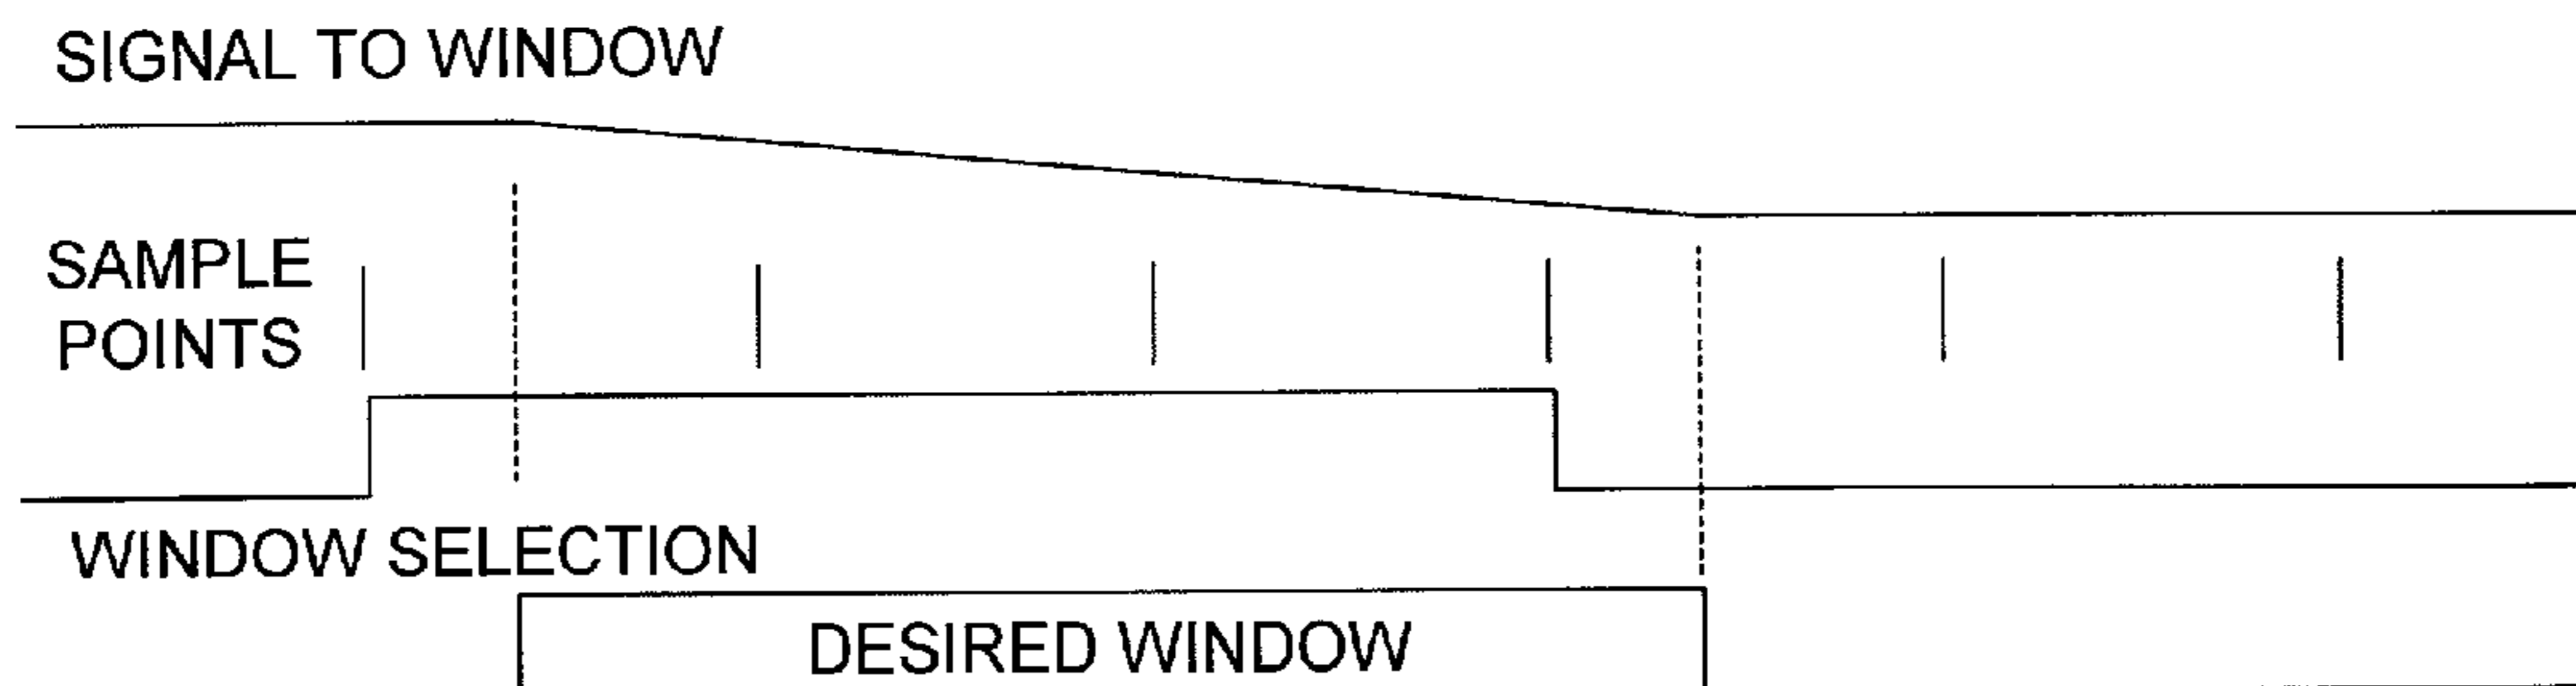 SIGNAL TO WINDOW
SAMPLE
POINTS
WINDOW SELECTION
DESIRED WINDOW